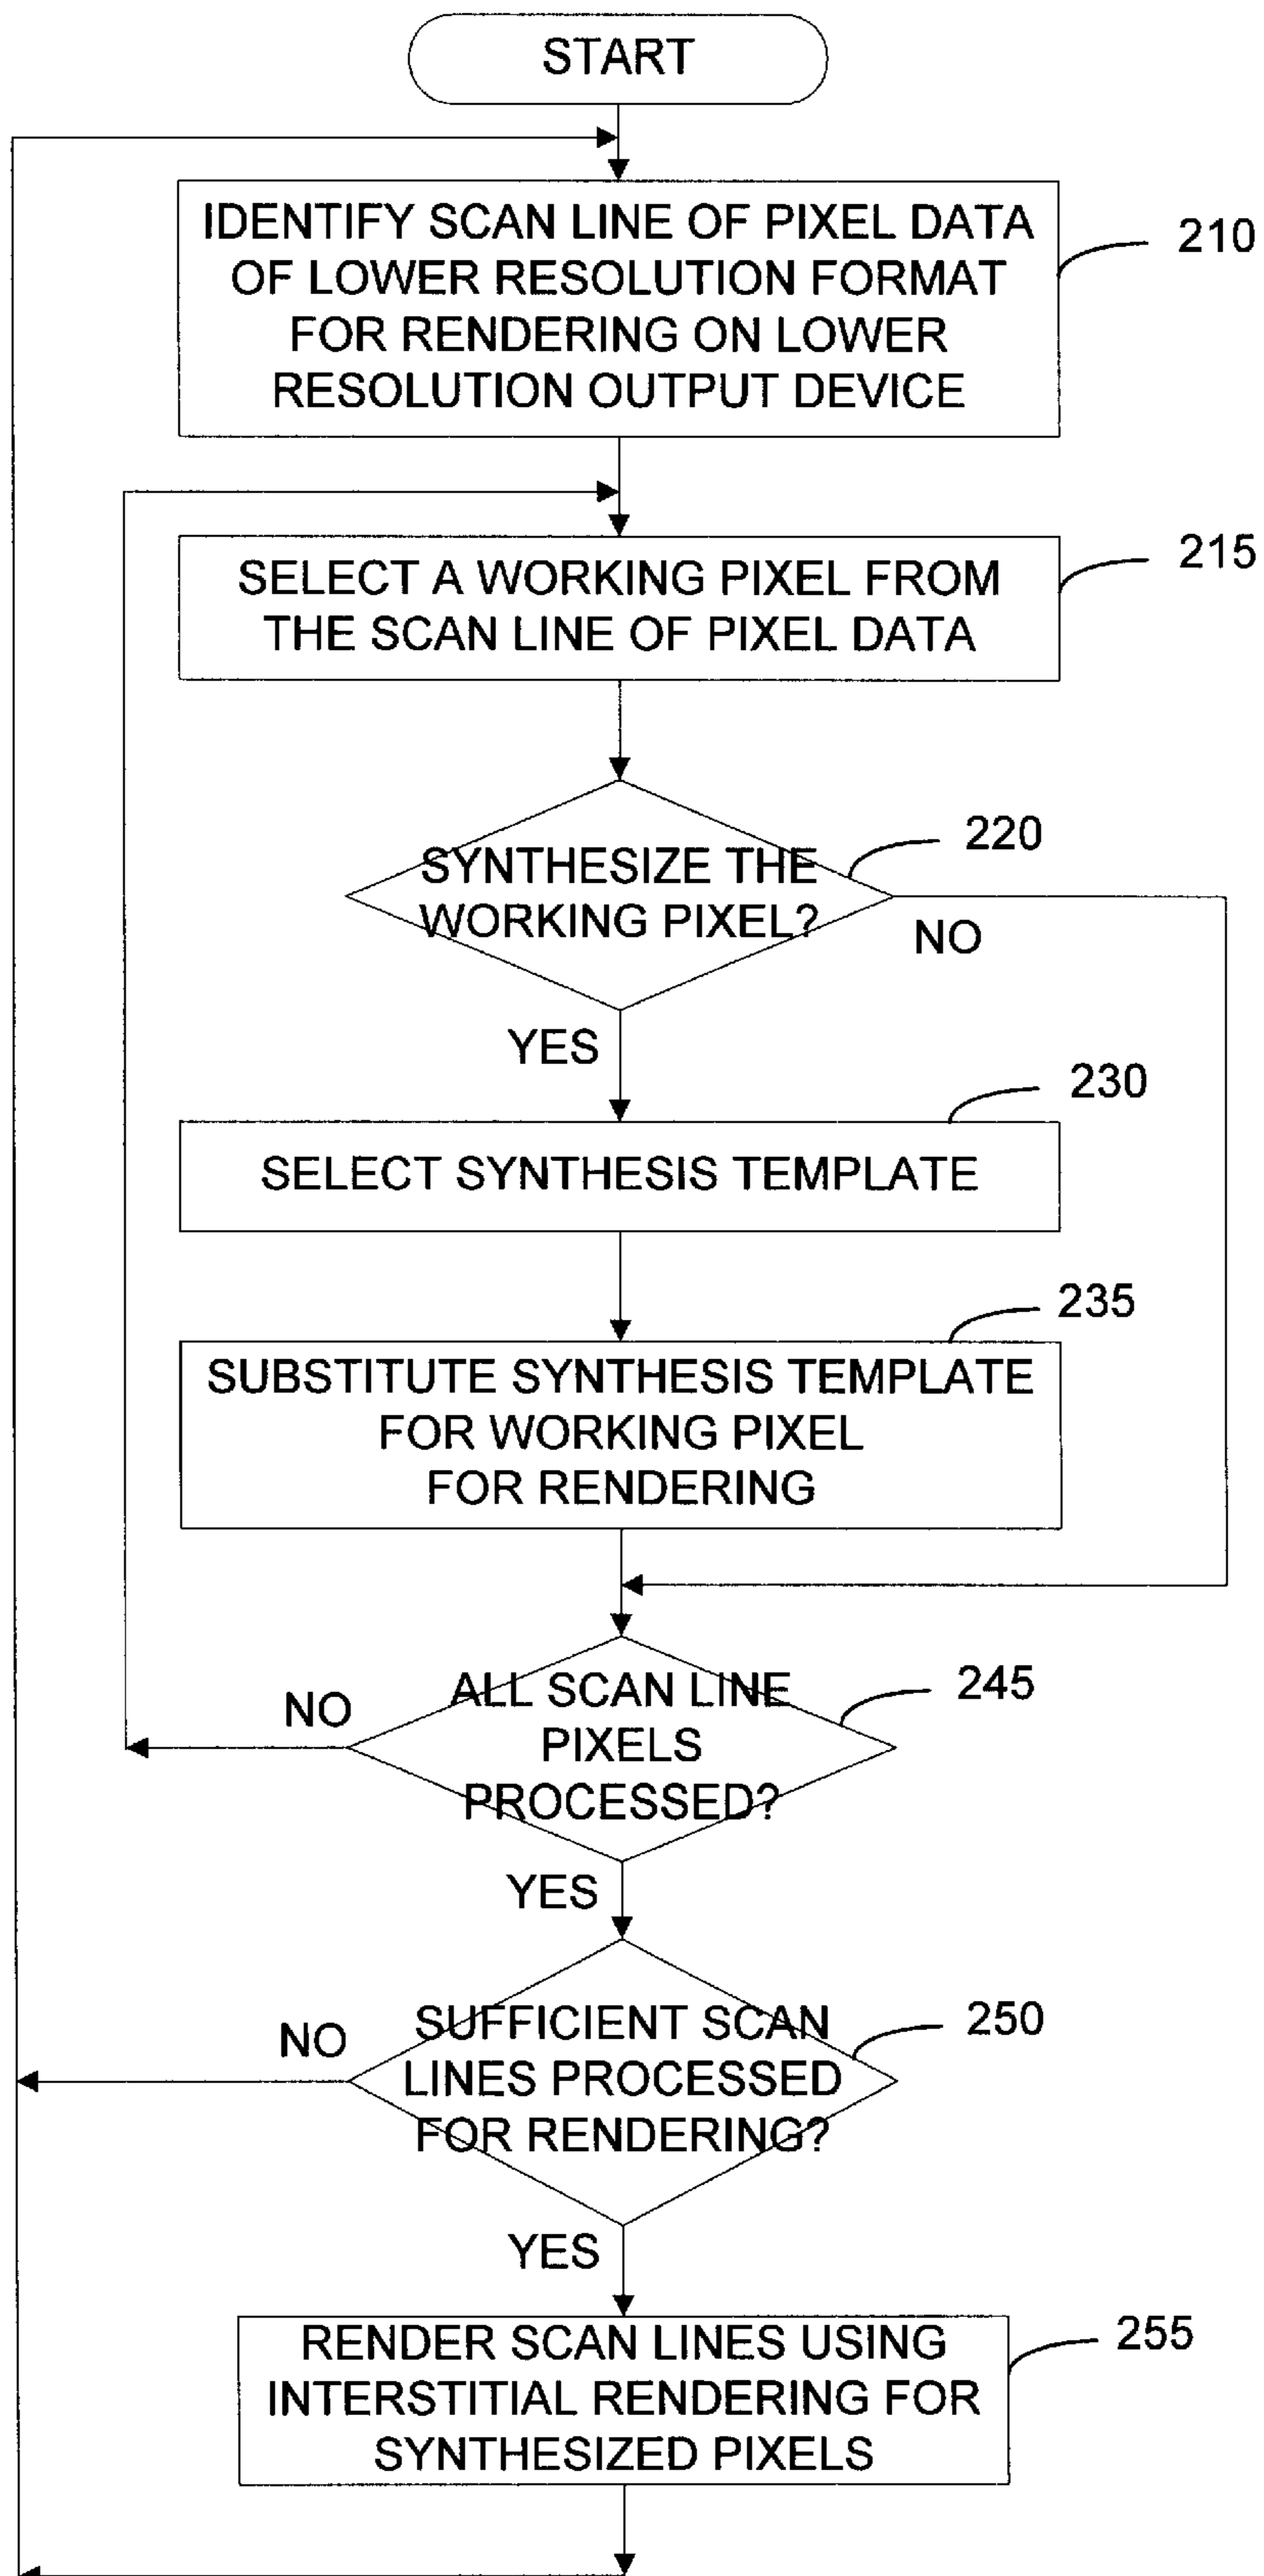 START
IDENTIFY SCAN LINE OF PIXEL DATA
OF LOWER RESOLUTION FORMAT
FOR RENDERING ON LOWER
RESOLUTION OUTPUT DEVICE
210
SELECT A WORKING PIXEL FROM
THE SCAN LINE OF PIXEL DATA
215
SYNTHESIZE THE
WORKING PIXEL?
220
NO
YES
230
SELECT SYNTHESIS TEMPLATE
235
SUBSTITUTE SYNTHESIS TEMPLATE
FOR WORKING PIXEL
FOR RENDERING
ALL SCAN LINE
PIXELS
PROCESSED?
245
NO
YES
SUFFICIENT SCAN
LINES PROCESSED
FOR RENDERING?
250
NO
YES
RENDER SCAN LINES USING
INTERSTITIAL RENDERING FOR
SYNTHESIZED PIXELS
255